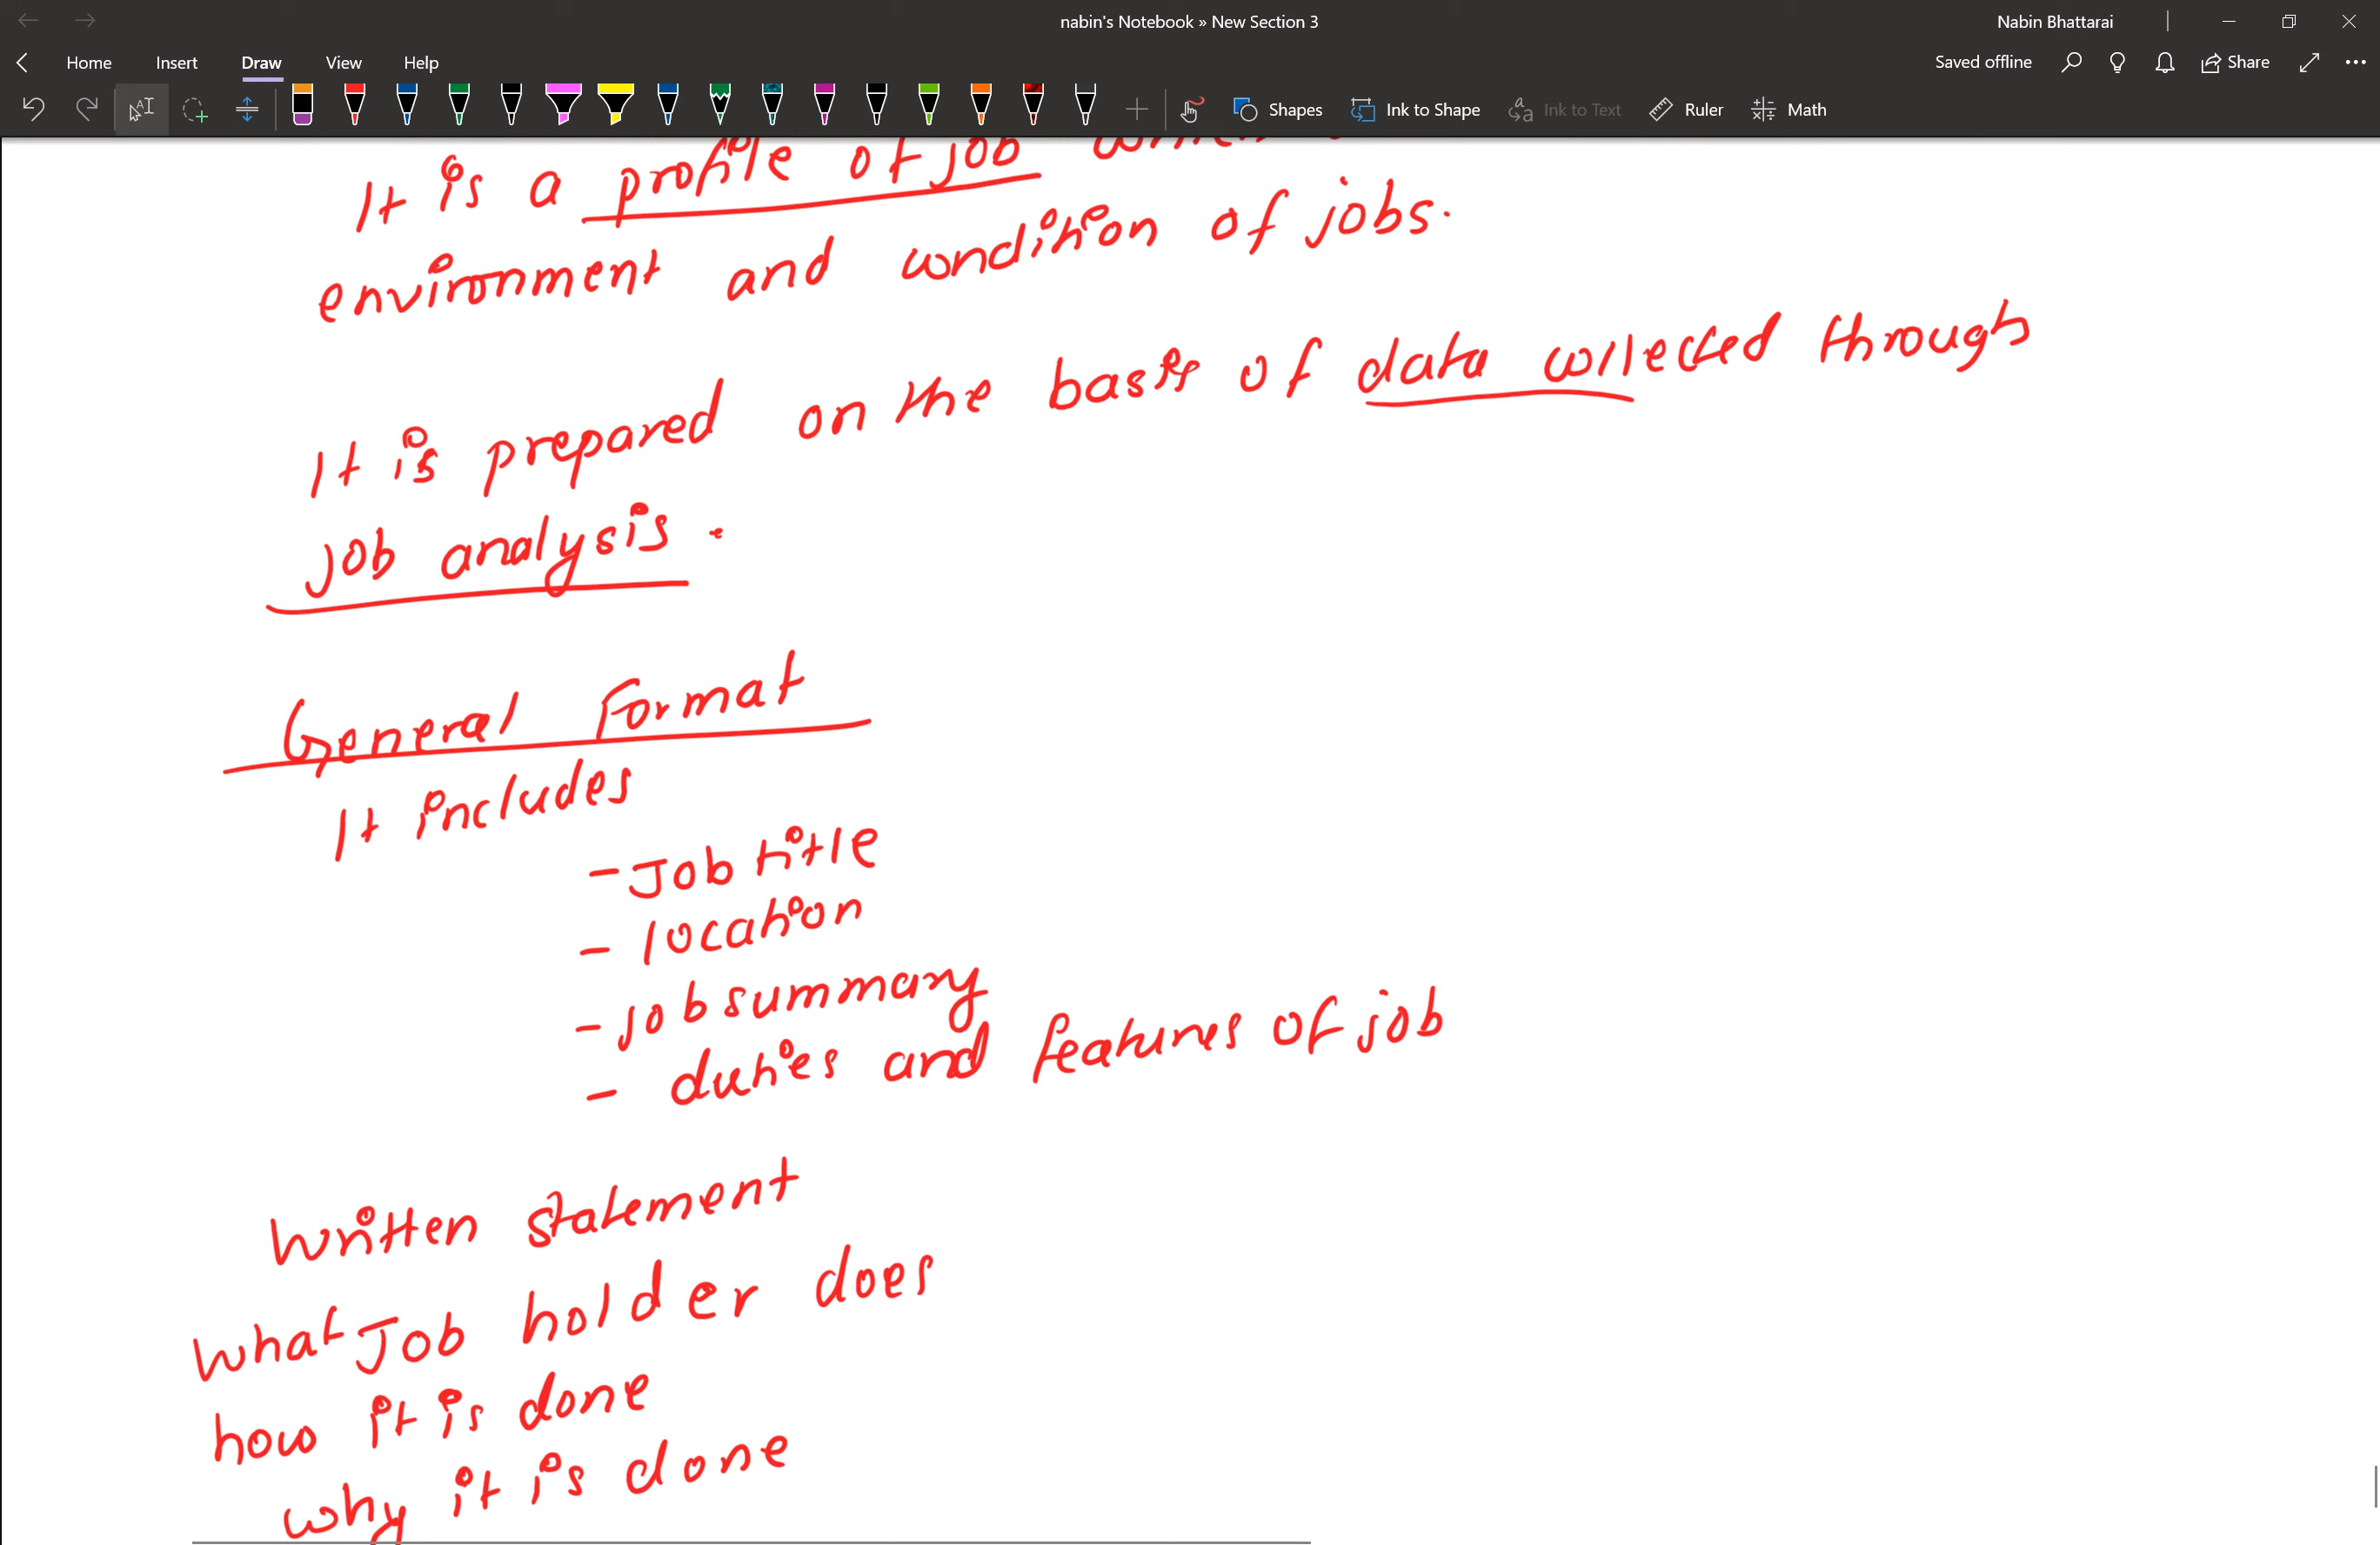 nabin's Notebook » New Section 3
Nabin Bhattarai
Home Insert Draw View Help
Saved offline
Share
Shapes Ink to Shape Ink to Text Ruler Math
It is a profile of job
environment and condition of jobs.
It is prepared on the basis of data collected through
job analysis.
General Format
It includes
- Job title
- location
- job summary
- duties and features of job
Written statement
what Job holder does
how it is done
why it is done